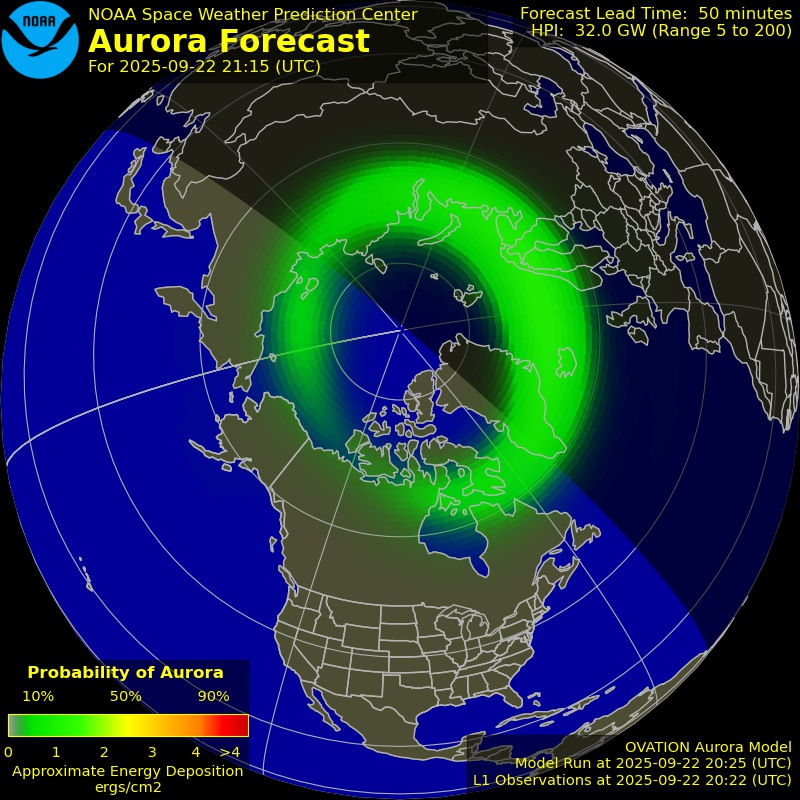 NOAA
NOAA Space Weather Prediction Center
Aurora Forecast
For 2025-09-22 21:15 (UTC)
Forecast Lead Time: 50 minutes
HPI: 32.0 GW (Range 5 to 200)
Probability of Aurora
10% 50% 90%
0 1 2 3 4 >4
Approximate Energy Deposition
ergs/cm2
OVATION Aurora Model
Model Run at 2025-09-22 20:25 (UTC)
L1 Observations at 2025-09-22 20:22 (UTC)